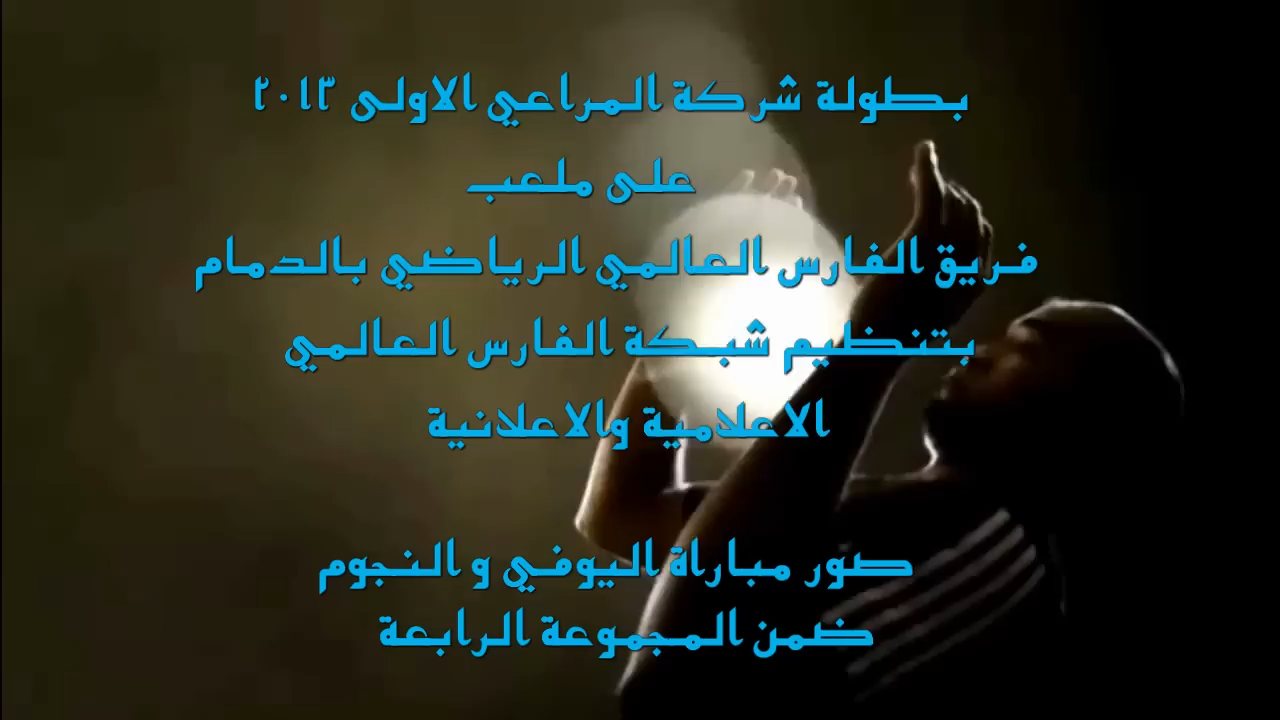 بطولة شركة المراعي الاولى ٢٠١٣
على ملعب
فريق الفارس العالمي الرياضي بالدمام
بتنظيم شبكة الفارس العالمي
الاعلامية والاعلانية
صور مباراة اليوفي و النجوم
ضمن المجموعة الرابعة